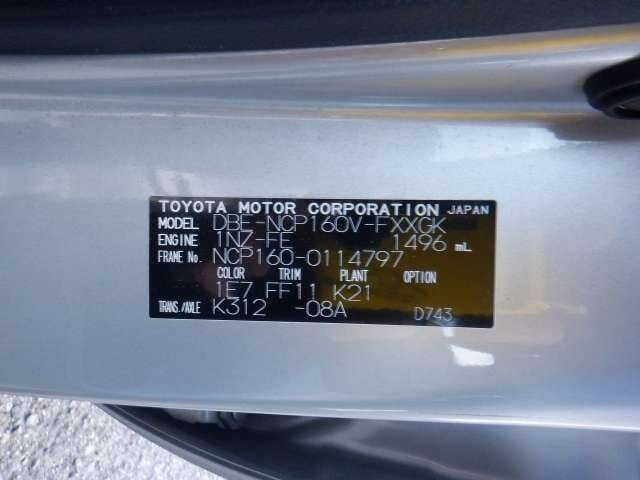 TOYOTA MOTOR CORPORATION JAPAN
MODEL DBE-NCP160V-FXXGK
ENGINE 1NZ-FE 1496 mL
FRAME No. NCP160-0114797
COLOR TRIM PLANT OPTION
1E7 FF11 K21
TRANS./AXLE K312 -08A D743